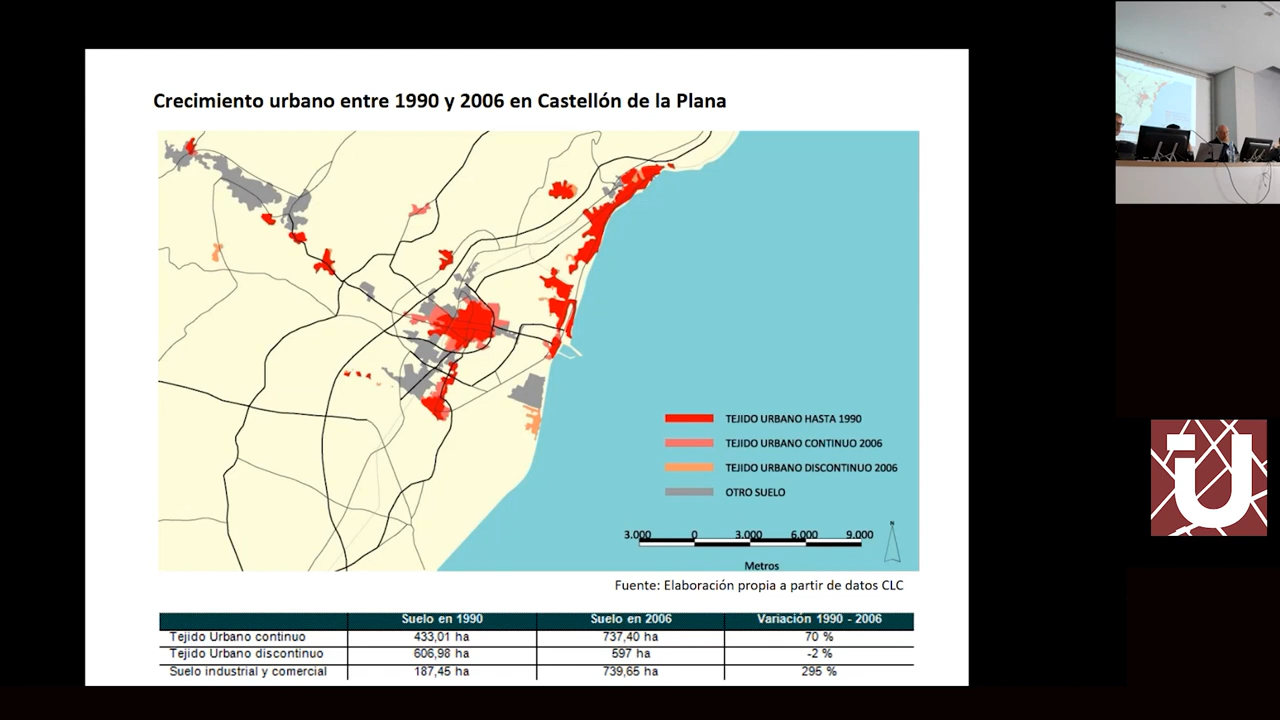 Crecimiento urbano entre 1990 y 2006 en Castellón de la Plana
TEJIDO URBANO HASTA 1990
TEJIDO URBANO CONTINUO 2006
TEJIDO URBANO DISCONTINUO 2006
OTRO SUELO
N
3.000 0 3.000 6.000 9.000
Metros
Fuente: Elaboración propia a partir de datos CLC
Suelo en 1990 Suelo en 2006 Variación 1990 - 2006
Tejido Urbano continuo 433,01 ha 737,40 ha 70 %
Tejido Urbano discontinuo 606,98 ha 597 ha -2 %
Suelo industrial y comercial 187,45 ha 739,65 ha 295 %
U